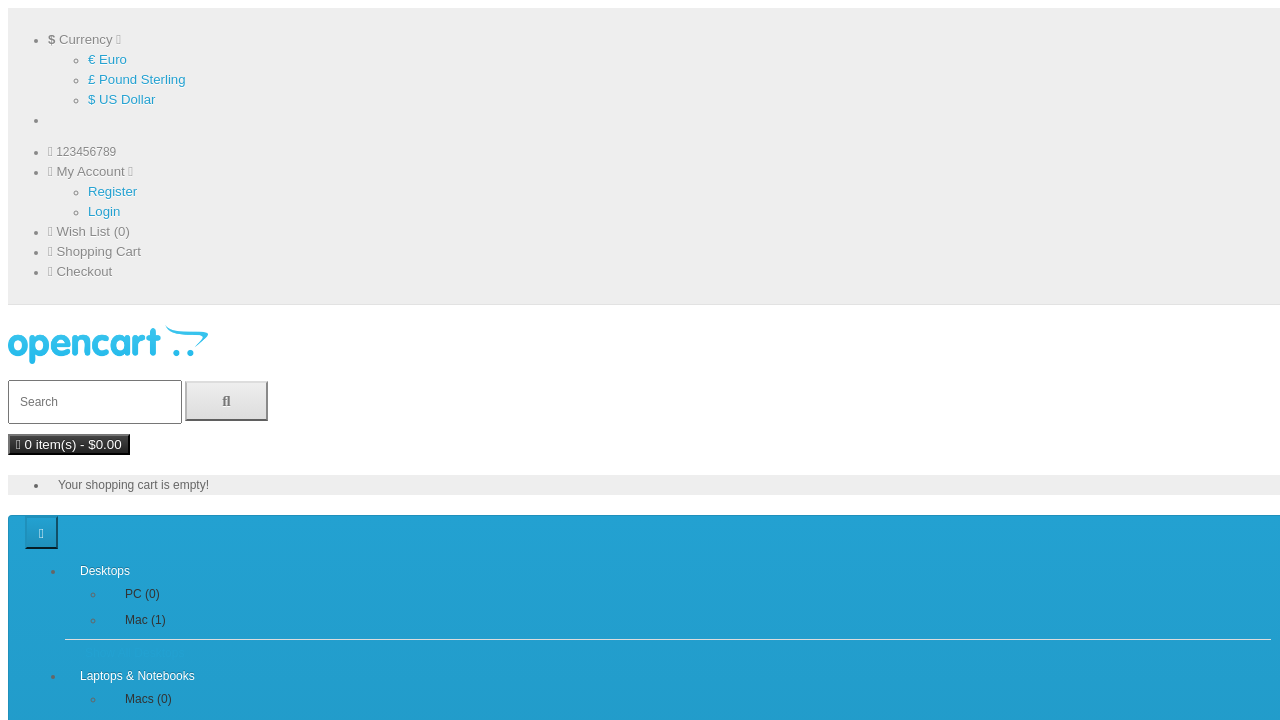 $ Currency
€ Euro
£ Pound Sterling
$ US Dollar
123456789
My Account
Register
Login
Wish List (0)
Shopping Cart
Checkout
opencart
Search
0 item(s) - $0.00
Your shopping cart is empty!
Desktops
PC (0)
Mac (1)
Laptops & Notebooks
Macs (0)